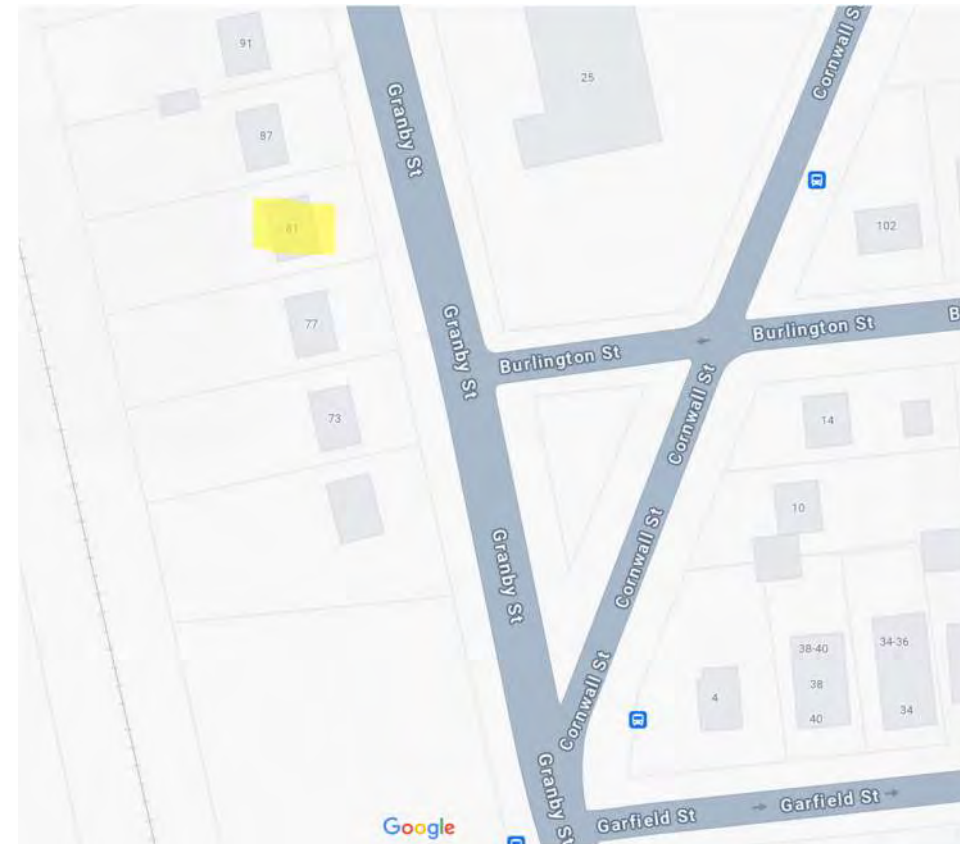 91
Granby St
25
Cornwall St
87
81
102
77
Granby St
Burlington St
Burlington St
B
73
Cornwall St
14
10
Granby St
Cornwall St
38-40
34-36
4
38
40
34
Cornwall St
Granby St
Garfield St
Garfield St
Google